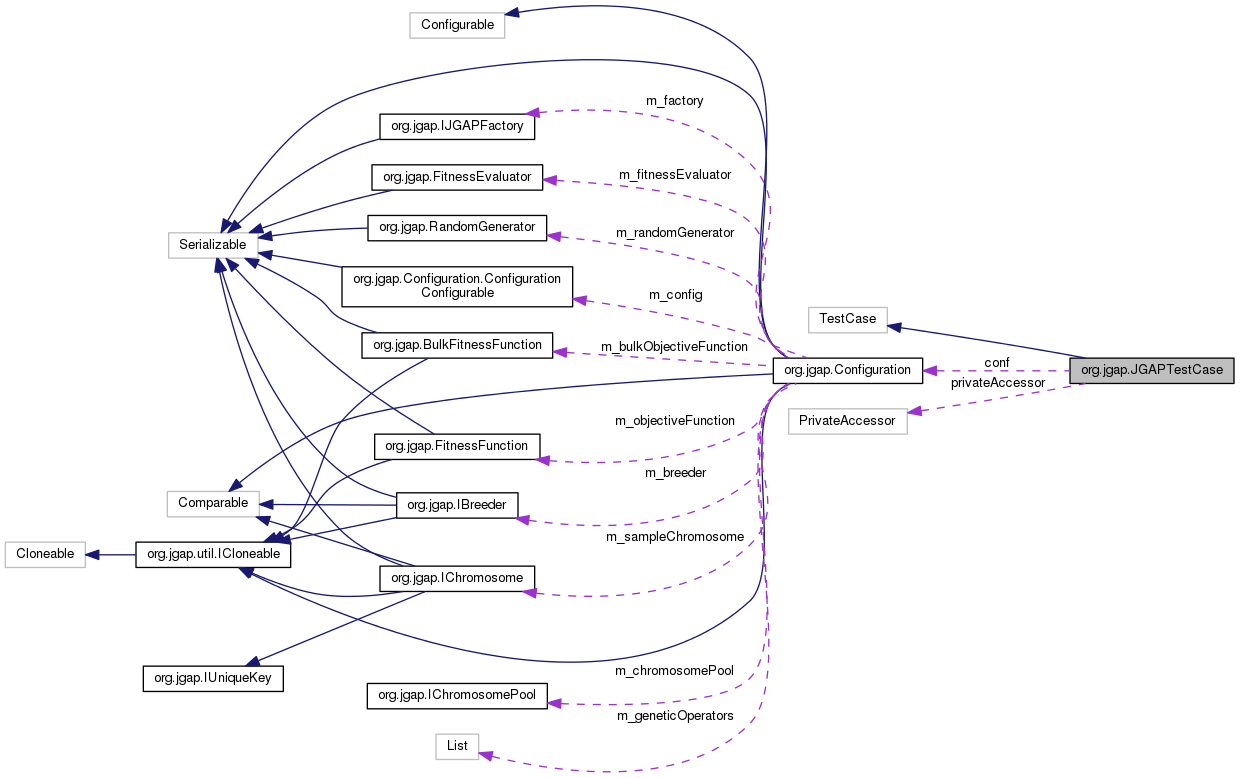 Configurable
m_factory
org.jgap.IJGAPFactory
m_fitnessEvaluator
org.jgap.FitnessEvaluator
m_randomGenerator
org.jgap.RandomGenerator
Serializable
org.jgap.Configuration.Configuration
Configurable
m_config
TestCase
org.jgap.BulkFitnessFunction
m_bulkObjectiveFunction
org.jgap.Configuration
conf
org.jgap.JGAPTestCase
privateAccessor
PrivateAccessor
m_objectiveFunction
org.jgap.FitnessFunction
m_breeder
Comparable
org.jgap.IBreeder
m_sampleChromosome
Cloneable
org.jgap.util.ICloneable
org.jgap.IChromosome
org.jgap.IUniqueKey
m_chromosomePool
org.jgap.IChromosomePool
m_geneticOperators
List